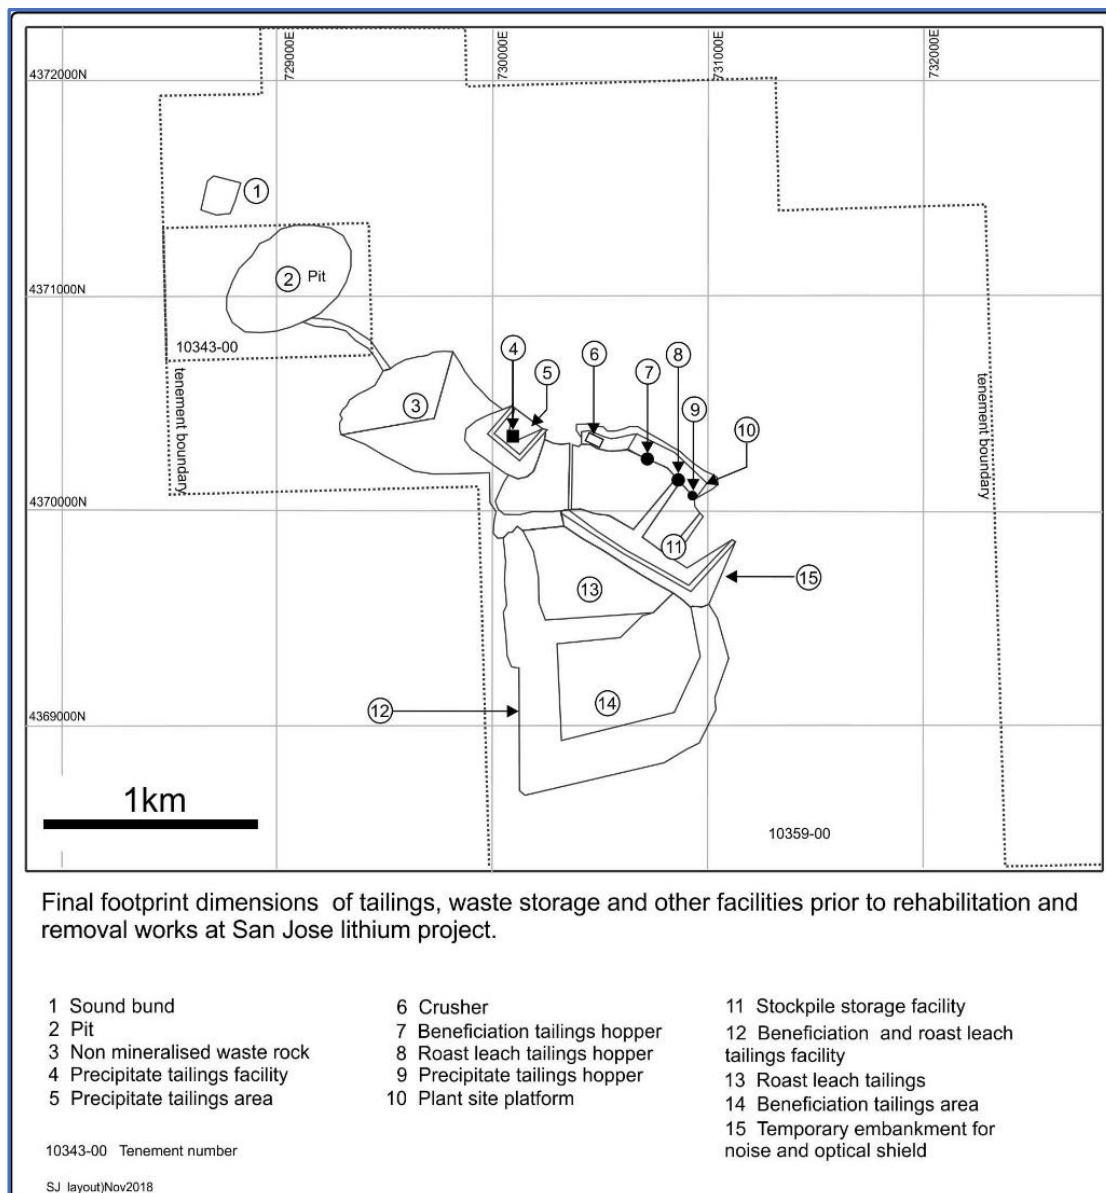 729000E
730000E
731000E
732000E
4372000N
1
2 Pit
4371000N
10343-00
tenement boundary
tenement boundary
3
4
5
6
7
8
9
10
4370000N
11
13
15
12
14
4369000N
1km
10359-00
Final footprint dimensions of tailings, waste storage and other facilities prior to rehabilitation and
removal works at San Jose lithium project.
1 Sound bund
2 Pit
3 Non mineralised waste rock
4 Precipitate tailings facility
5 Precipitate tailings area
6 Crusher
7 Beneficiation tailings hopper
8 Roast leach tailings hopper
9 Precipitate tailings hopper
10 Plant site platform
11 Stockpile storage facility
12 Beneficiation and roast leach
tailings facility
13 Roast leach tailings
14 Beneficiation tailings area
15 Temporary embankment for
noise and optical shield
10343-00 Tenement number
SJ layout)Nov2018